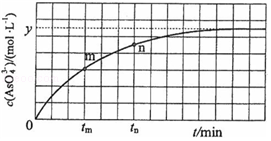 c(AsO₄³⁻)/(mol·L⁻¹)
y
m
n
0
tₘ
tₙ
t/min